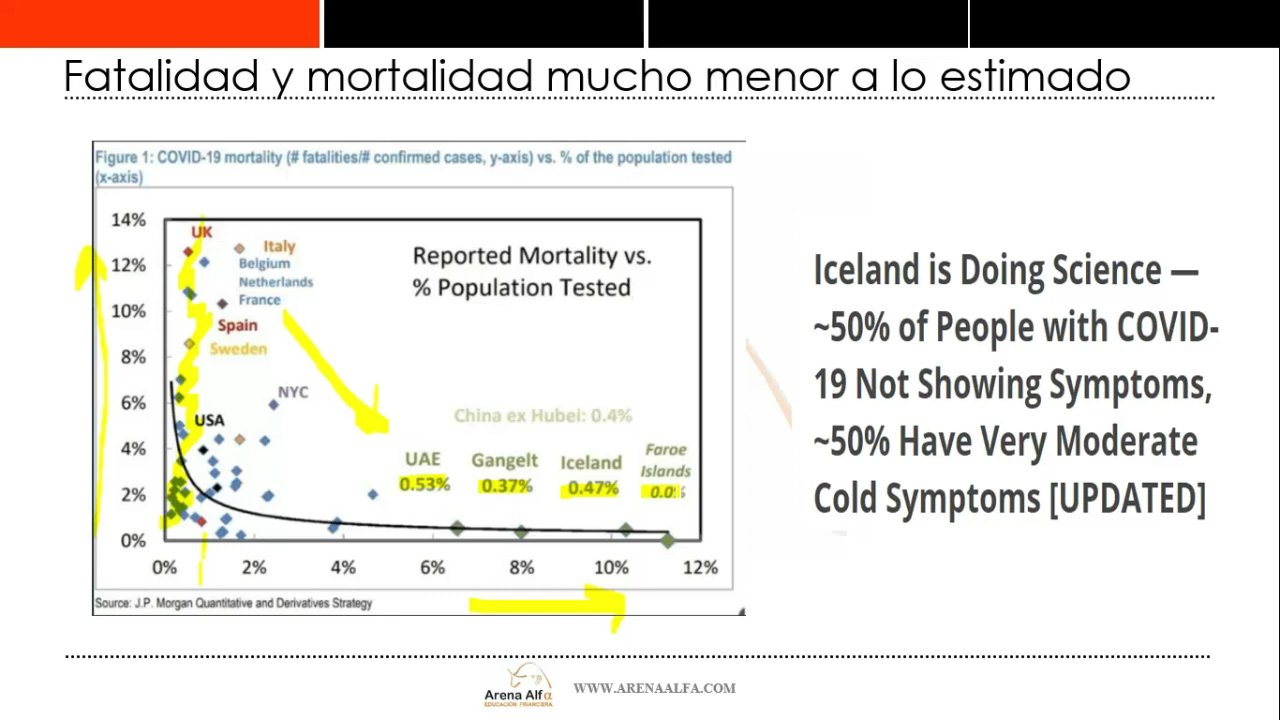 Fatalidad y mortalidad mucho menor a lo estimado
Figure 1: COVID-19 mortality (# fatalities/# confirmed cases, y-axis) vs. % of the population tested
(x-axis)
14%
12%
10%
8%
6%
4%
2%
0%
UK
Italy
Belgium
Netherlands
France
Spain
Sweden
NYC
USA
Reported Mortality vs.
% Population Tested
China ex Hubei: 0.4%
UAE
0.53%
Gangelt
0.37%
Iceland
0.47%
Faroe
Islands
0% 2% 4% 6% 8% 10% 12%
Source: J.P. Morgan Quantitative and Derivatives Strategy
Iceland is Doing Science —
~50% of People with COVID-
19 Not Showing Symptoms,
~50% Have Very Moderate
Cold Symptoms [UPDATED]
Arena Alfα
EDUCACIÓN FINANCIERA
WWW.ARENAALFA.COM